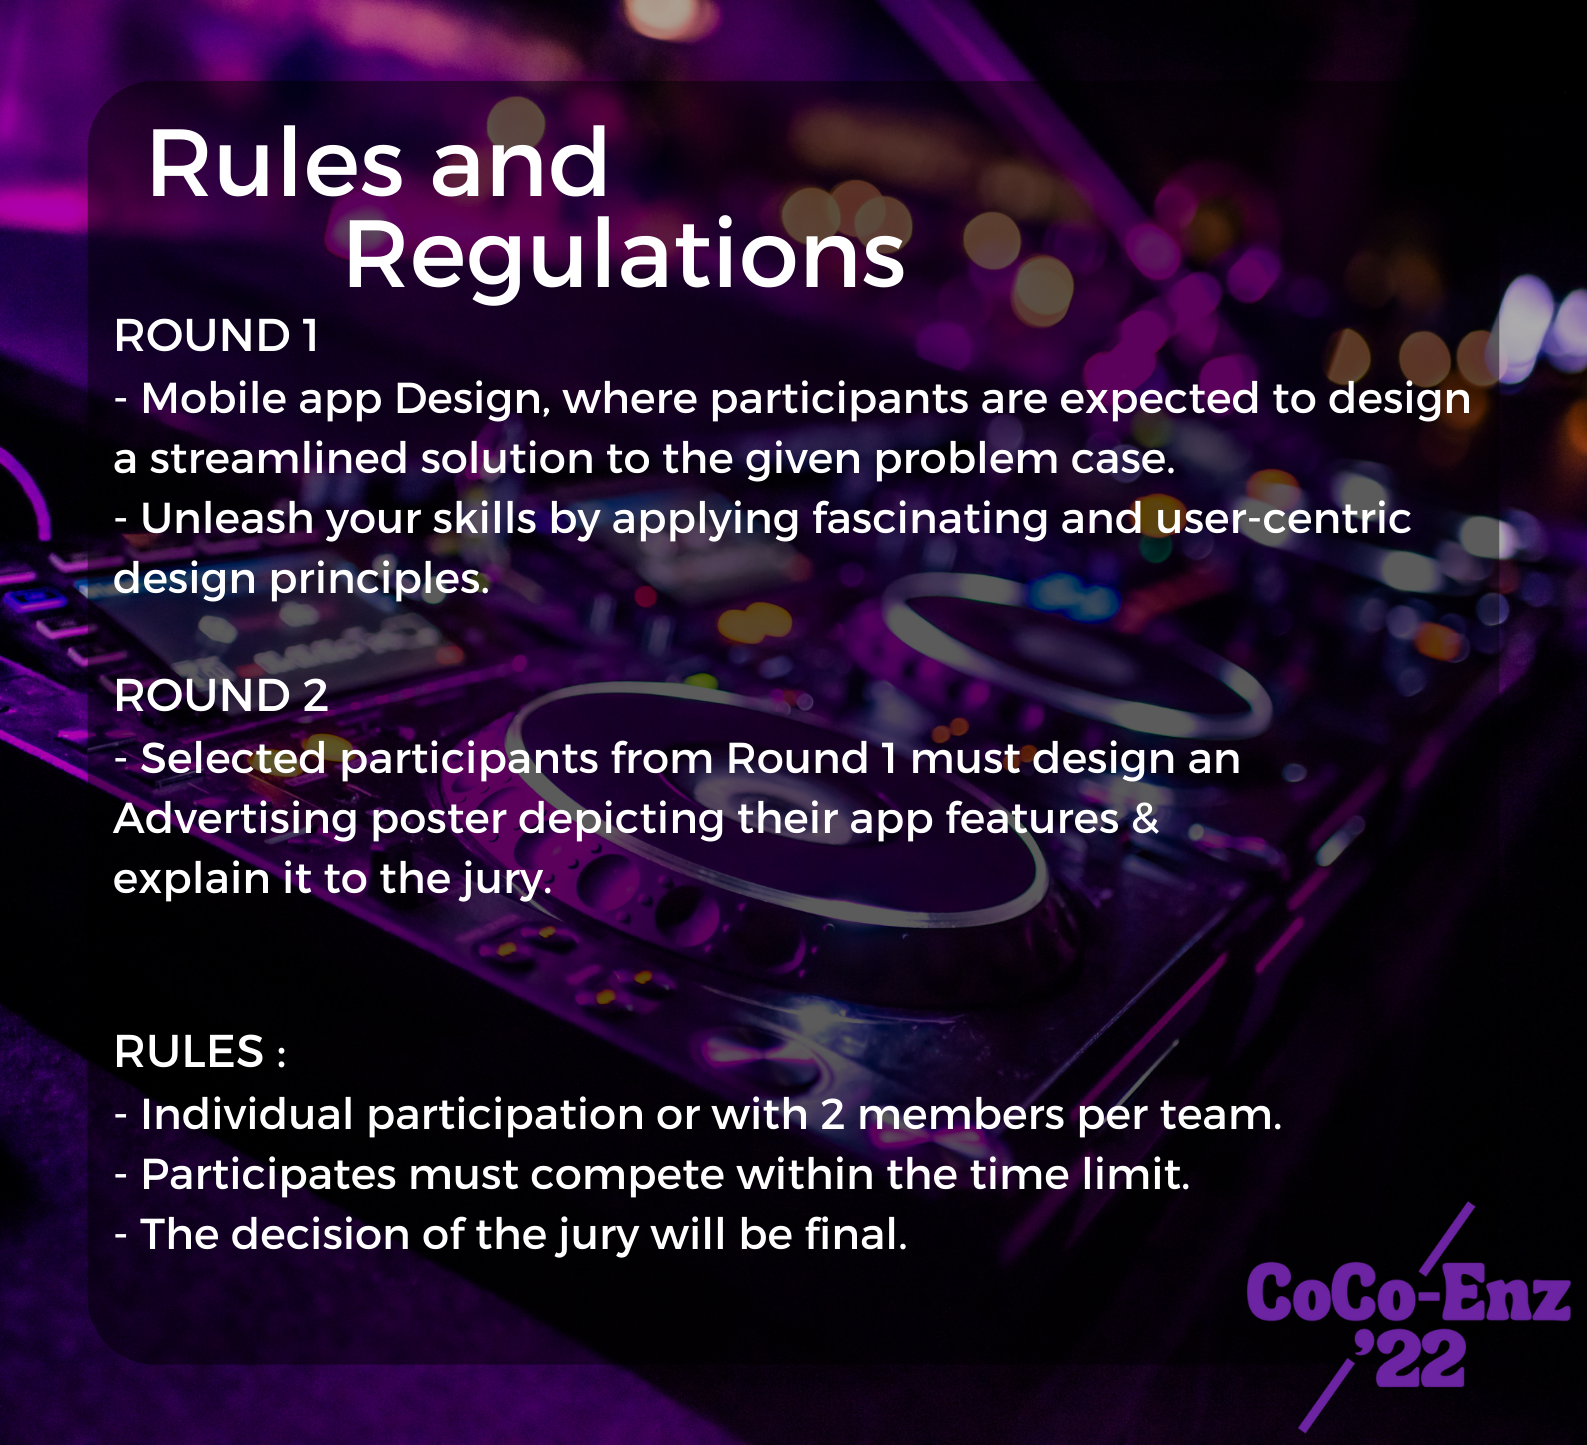 Rules and
Regulations
ROUND 1
- Mobile app Design, where participants are expected to design
a streamlined solution to the given problem case.
- Unleash your skills by applying fascinating and user-centric
design principles.
ROUND 2
- Selected participants from Round 1 must design an
Advertising poster depicting their app features &
explain it to the jury.
RULES :
- Individual participation or with 2 members per team.
- Participates must compete within the time limit.
- The decision of the jury will be final.
CoCo-Enz
'22